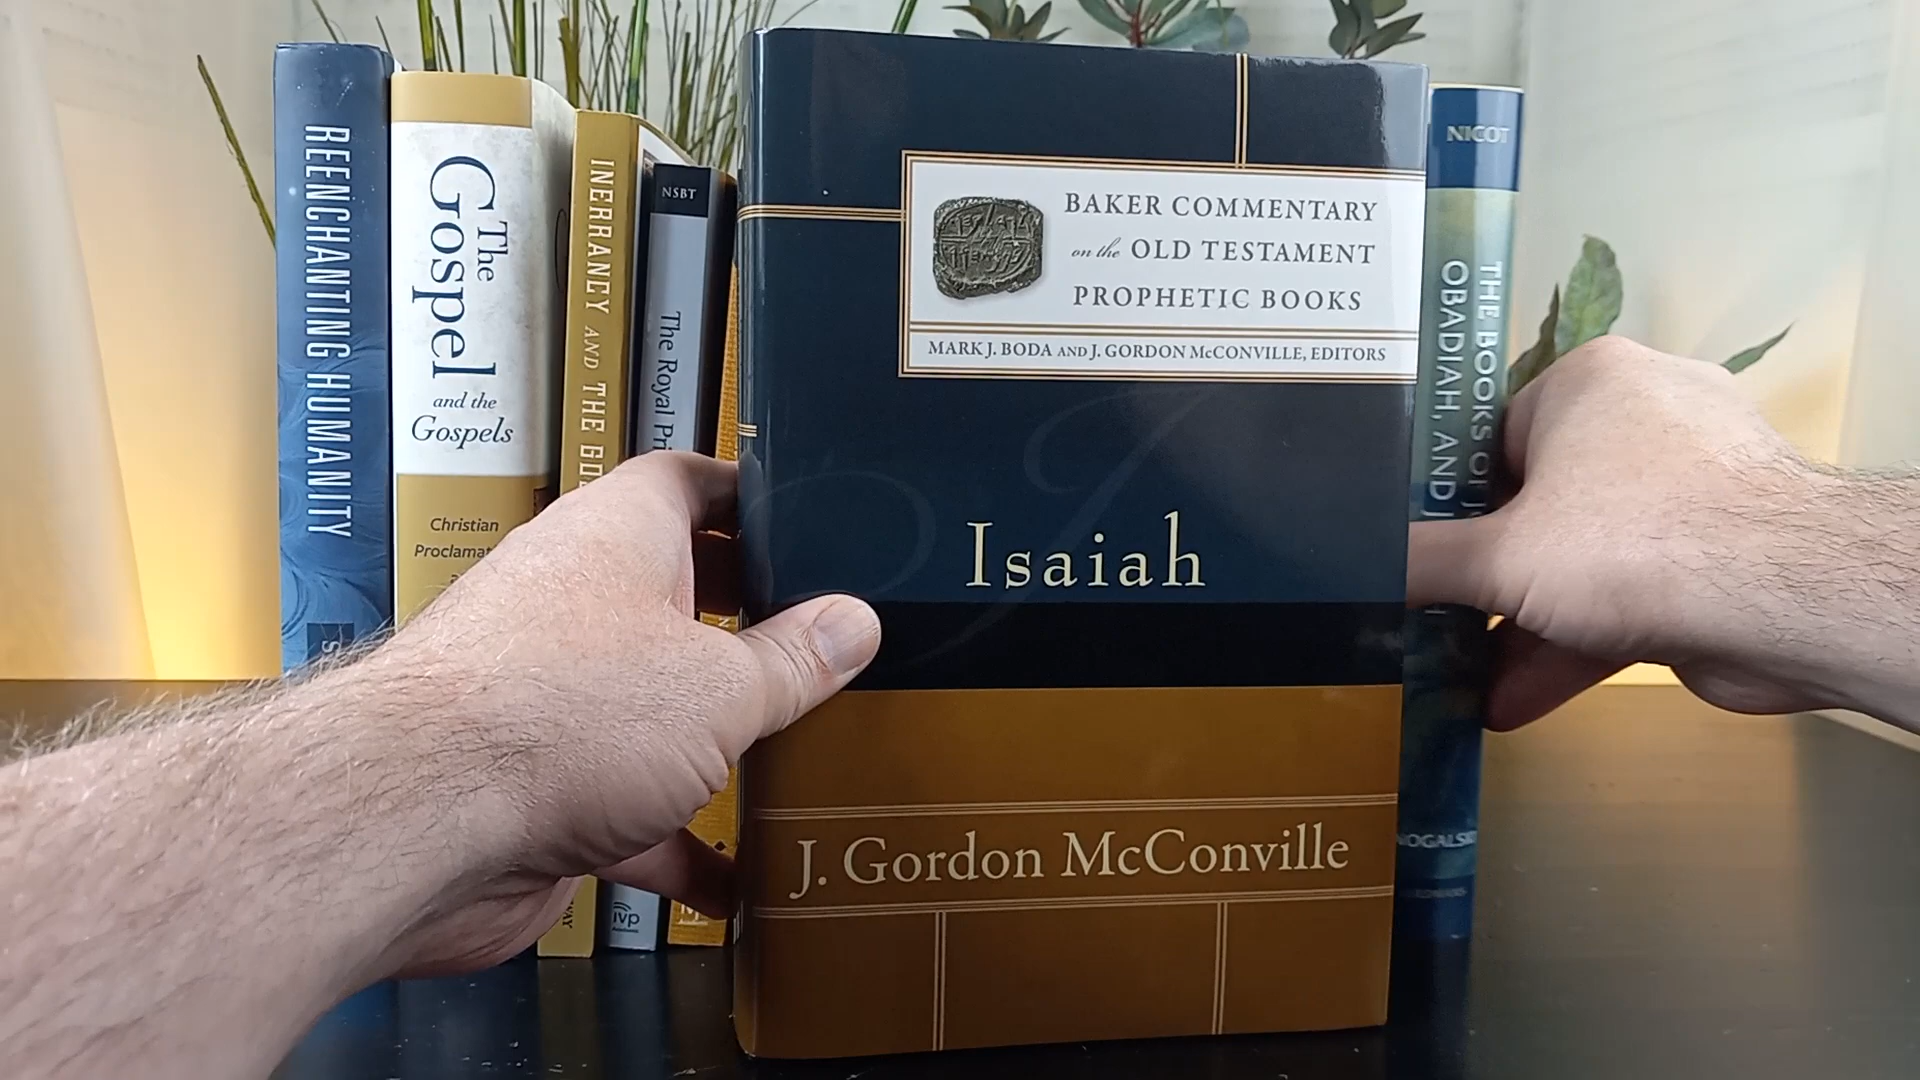 REENCHANTING HUMANITY
The
Gospel
and the
Gospels
Christian
INERRANCY AND THE
NSBT
The Royal
ivp
Academic
BAKER COMMENTARY
on the OLD TESTAMENT
PROPHETIC BOOKS
MARK J. BODA AND J. GORDON McCONVILLE, EDITORS
Isaiah
J. Gordon McConville
NICOT
THE BOOKS OF
OBADIAH, AND